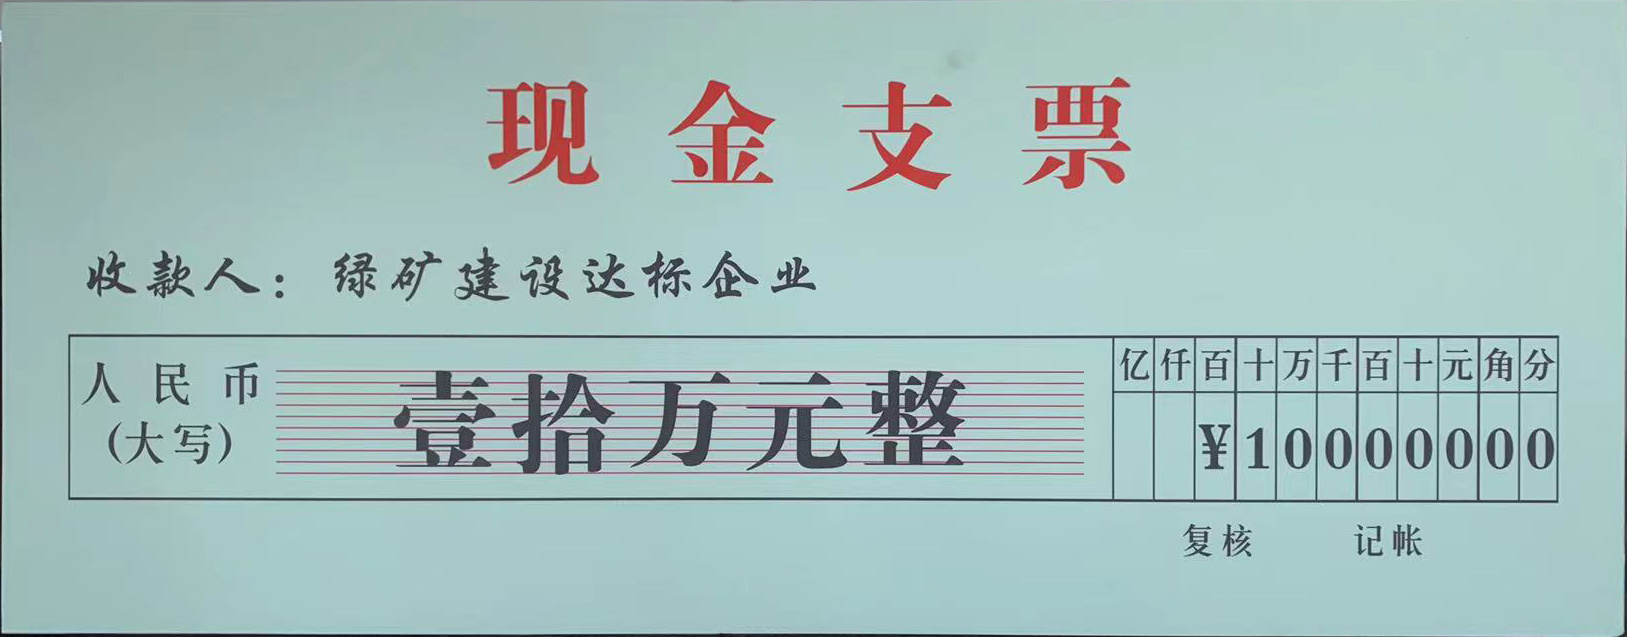 现金支票
收款人：绿矿建设达标企业
人民币
(大写)
壹拾万元整
亿仟百十万千百十元角分
¥10000000
复核 记帐